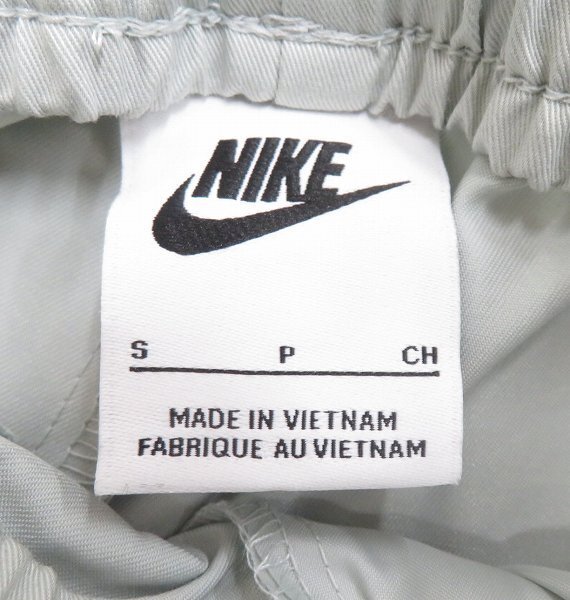 NIKE
S P CH
MADE IN VIETNAM
FABRIQUE AU VIETNAM